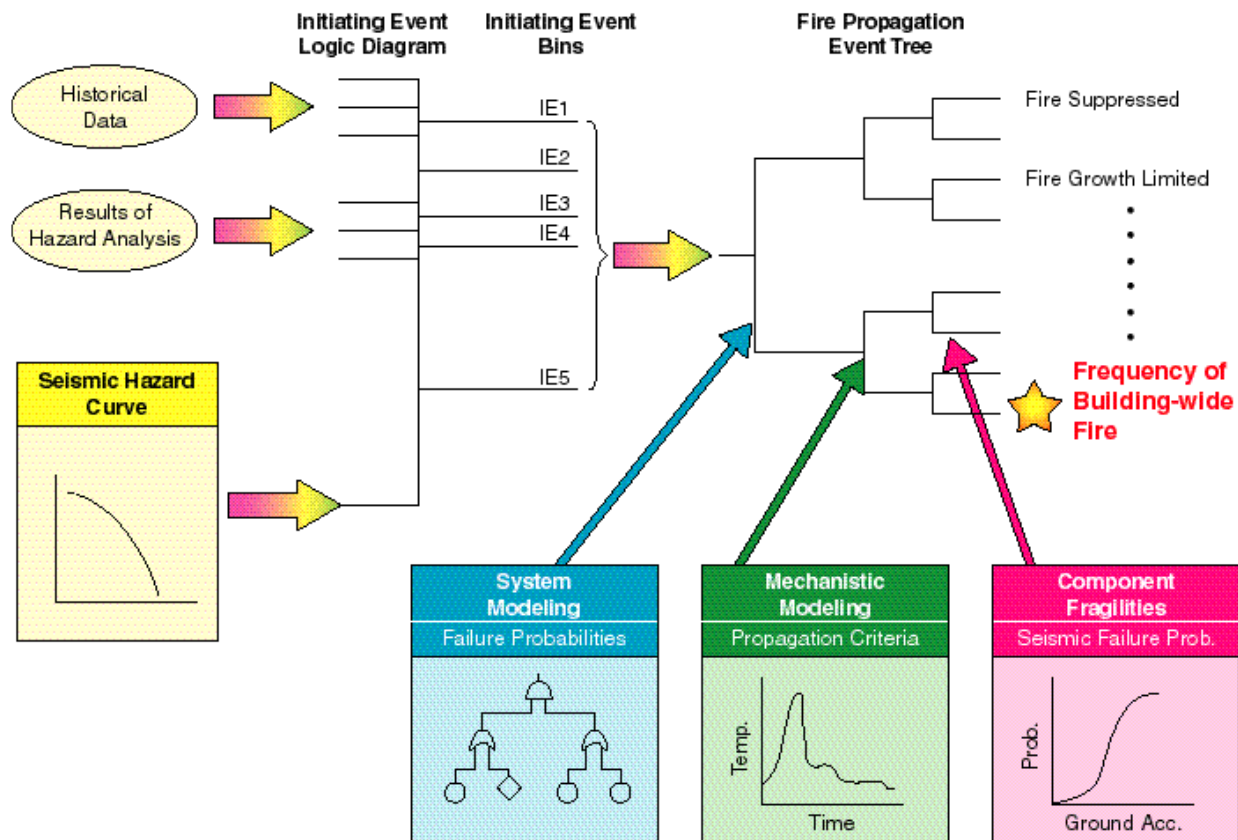 Initiating Event
Logic Diagram
Initiating Event
Bins
Fire Propagation
Event Tree
Historical
Data
Results of
Hazard Analysis
IE1
IE2
IE3
IE4
IE5
Fire Suppressed
Fire Growth Limited
Frequency of
Building-wide
Fire
Seismic Hazard
Curve
System
Modeling
Failure Probabilities
Mechanistic
Modeling
Propagation Criteria
Temp.
Time
Component
Fragilities
Seismic Failure Prob.
Prob.
Ground Acc.